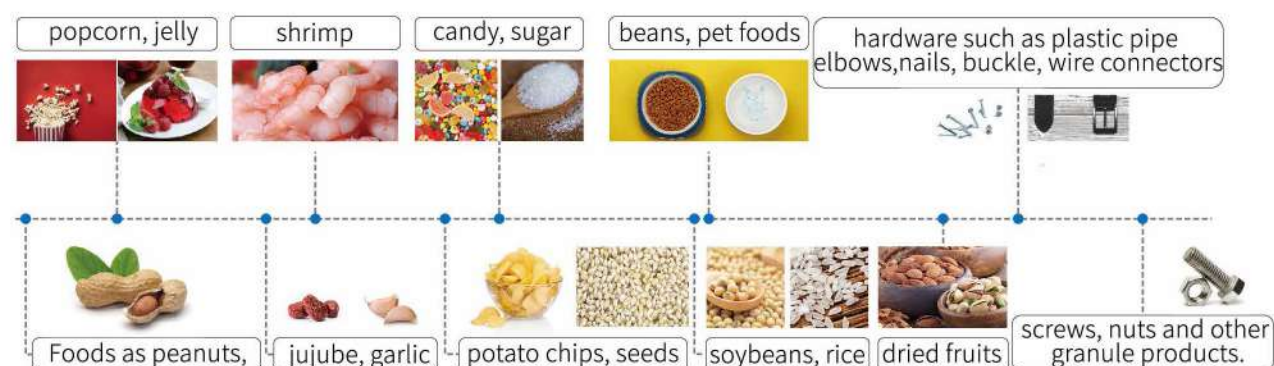 popcorn, jelly
shrimp
candy, sugar
beans, pet foods
hardware such as plastic pipe
elbows,nails, buckle, wire connectors
Foods as peanuts,
jujube, garlic
potato chips, seeds
soybeans, rice
dried fruits
screws, nuts and other
granule products.